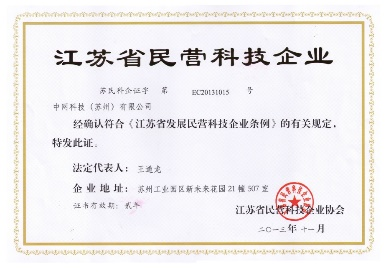 江苏省民营科技企业
苏民科企证字 第 EC20131015 号
中网科技（苏州）有限公司
经确认符合《江苏省发展民营科技企业条例》的有关规定，
特发此证。
法定代表人：王迪龙
企业地址：苏州工业园区新未来花园21幢507室
证书有效期：贰年
江苏省民营科技企业协会
二〇一三年十一月